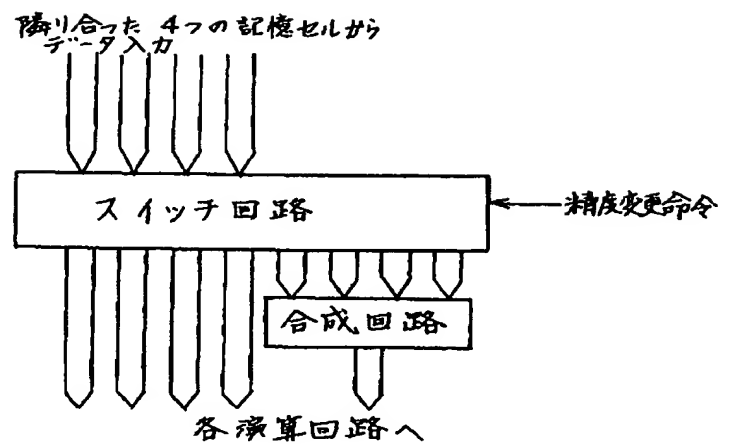 隣り合った 4つの記憶セルから
データ入力
スイッチ回路
精度変更命令
合成回路
各演算回路へ